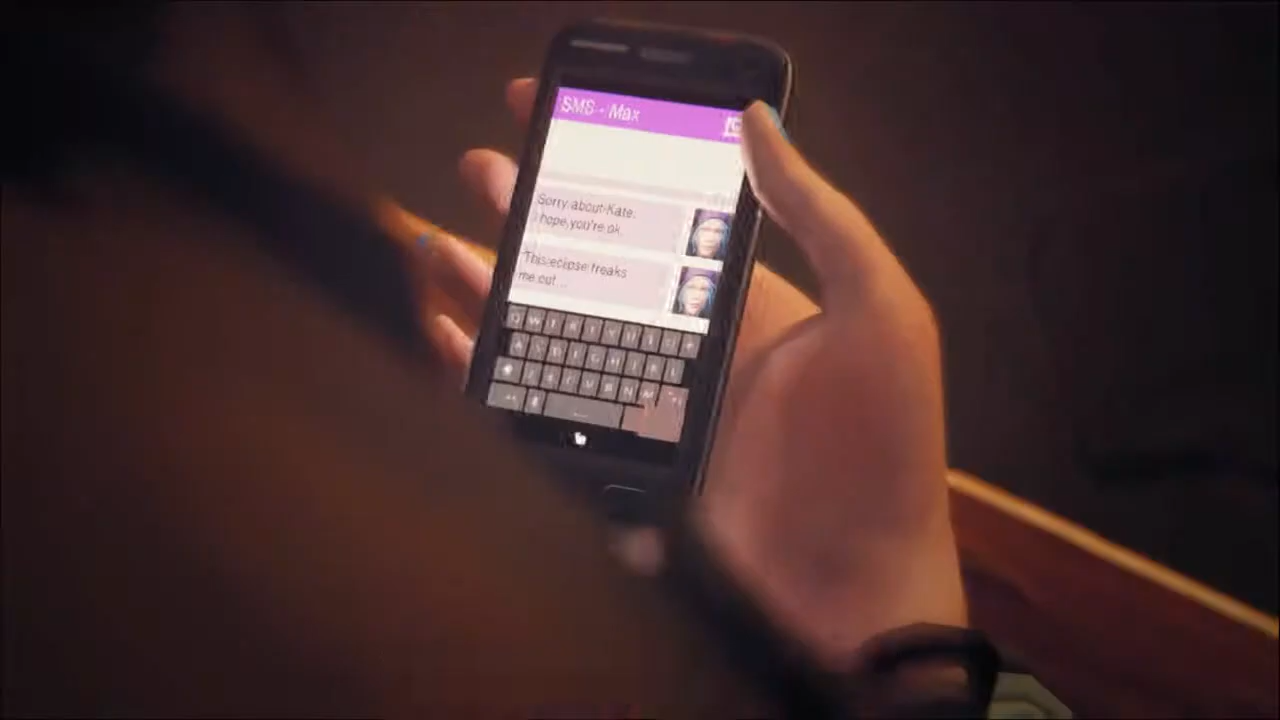 SMS - Max
Sorry about Kate.
I hope you're ok.
This eclipse freaks
me out...